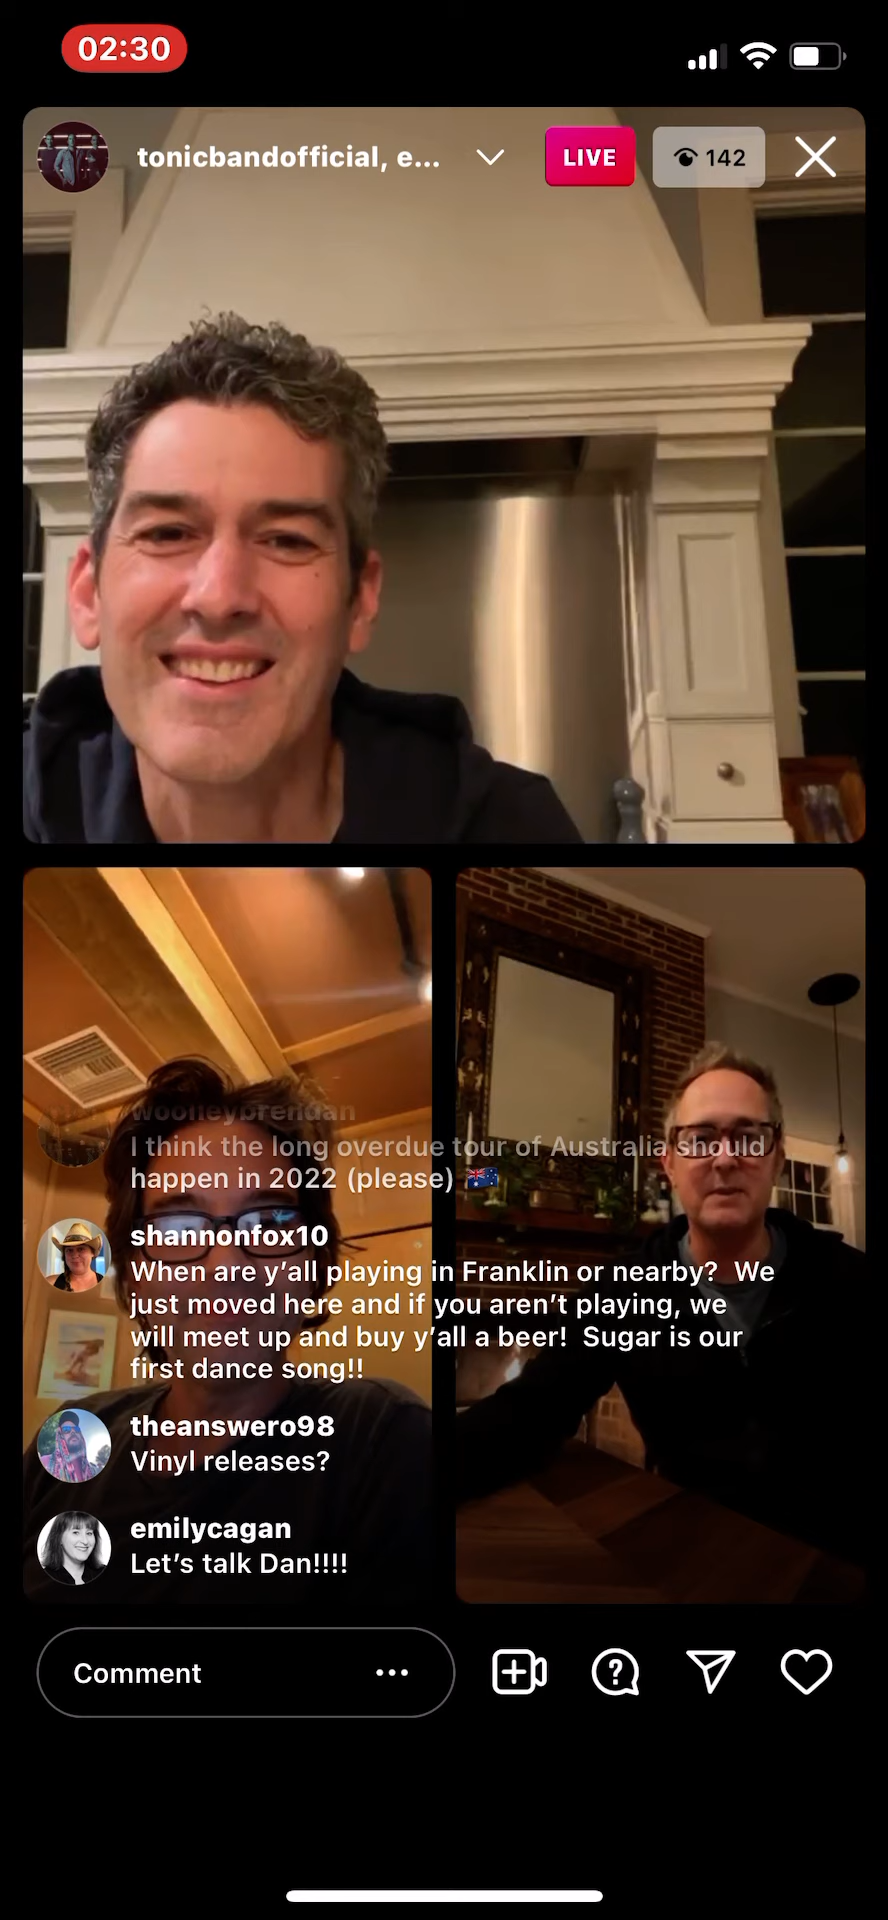 02:30
tonicbandofficial, e...
LIVE
142
woolleybrendan
I think the long overdue tour of Australia should
happen in 2022 (please) 🇦🇺
shannonfox10
When are y’all playing in Franklin or nearby?  We
just moved here and if you aren’t playing, we
will meet up and buy y’all a beer!  Sugar is our
first dance song!!
theanswero98
Vinyl releases?
emilycagan
Let’s talk Dan!!!!
Comment